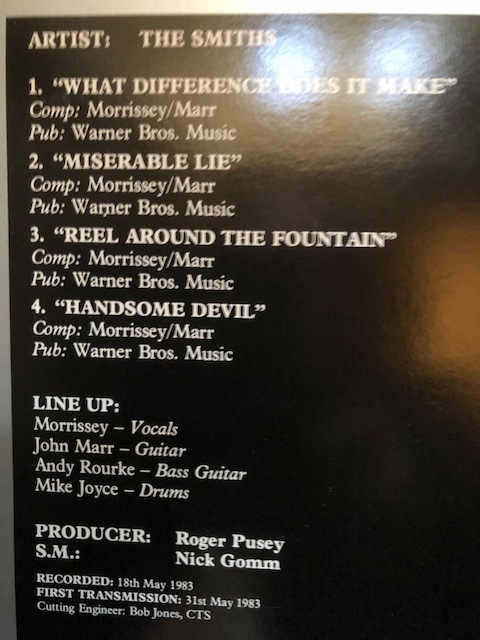 ARTIST: THE SMITHS
1. “WHAT DIFFERENCE DOES IT MAKE”
Comp: Morrissey/Marr
Pub: Warner Bros. Music
2. “MISERABLE LIE”
Comp: Morrissey/Marr
Pub: Warner Bros. Music
3. “REEL AROUND THE FOUNTAIN”
Comp: Morrissey/Marr
Pub: Warner Bros. Music
4. “HANDSOME DEVIL”
Comp: Morrissey/Marr
Pub: Warner Bros. Music
LINE UP:
Morrissey – Vocals
John Marr – Guitar
Andy Rourke – Bass Guitar
Mike Joyce – Drums
PRODUCER: Roger Pusey
S.M.: Nick Gomm
RECORDED: 18th May 1983
FIRST TRANSMISSION: 31st May 1983
Cutting Engineer: Bob Jones, CTS